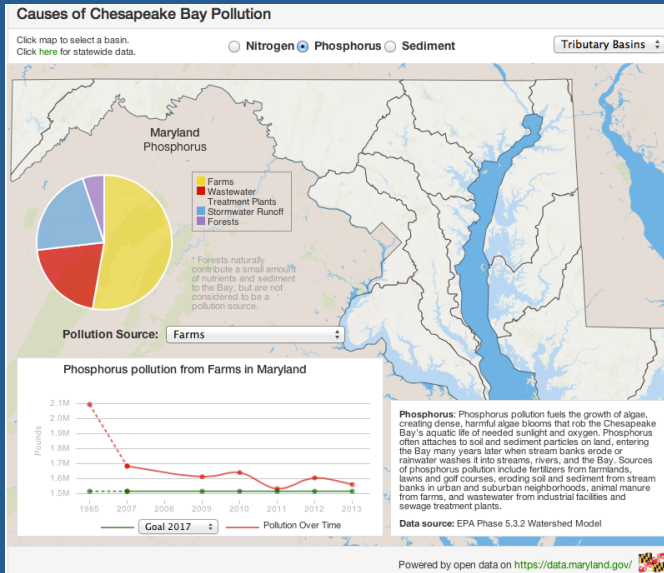 Causes of Chesapeake Bay Pollution
Click map to select a basin.
Click here for statewide data.
Nitrogen Phosphorus Sediment
Tributary Basins
Maryland
Phosphorus
Farms
Wastewater
Treatment Plants
Stormwater Runoff
Forests
* Forests naturally
contribute a small amount
of nutrients and sediment
to the Bay, but are not
considered to be a
pollution source.
Pollution Source: Farms
Phosphorus pollution from Farms in Maryland
Pounds
2.1M
2.0M
1.9M
1.8M
1.7M
1.6M
1.5M
1985 2007 2008 2009 2010 2011 2012 2013
Goal 2017
Pollution Over Time
Phosphorus: Phosphorus pollution fuels the growth of algae,
creating dense, harmful algae blooms that rob the Chesapeake
Bay's aquatic life of needed sunlight and oxygen. Phosphorus
often attaches to soil and sediment particles on land, entering
the Bay many years later when stream banks erode or
rainwater washes it into streams, rivers, and the Bay. Sources
of phosphorus pollution include fertilizers from farmlands,
lawns and golf courses, eroding soil and sediment from stream
banks in urban and suburban neighborhoods, animal manure
from farms, and wastewater from industrial facilities and
sewage treatment plants.
Data source: EPA Phase 5.3.2 Watershed Model
Powered by open data on https://data.maryland.gov/